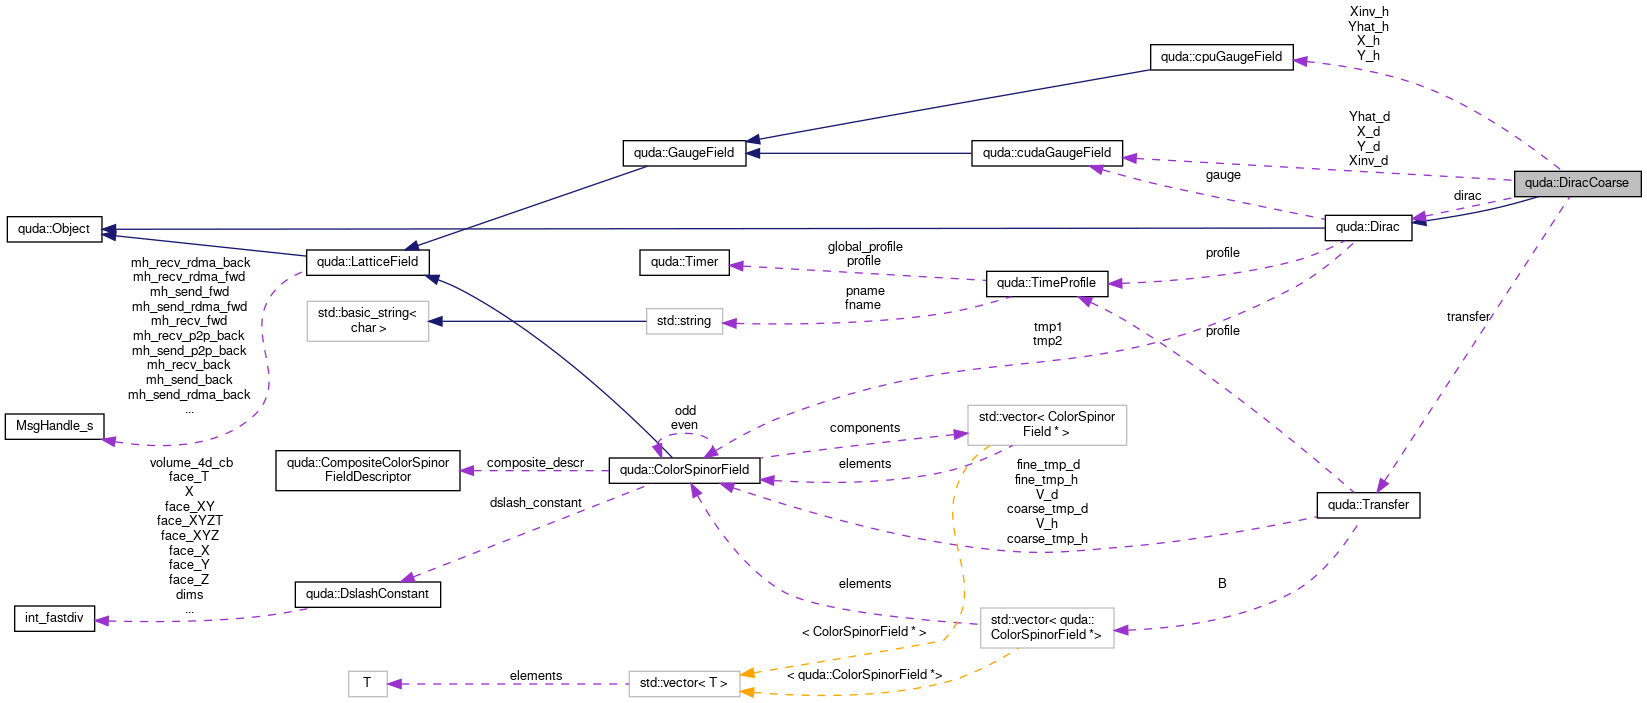 Xinv_h
Yhat_h
X_h
Y_h
quda::cpuGaugeField
Yhat_d
X_d
Y_d
Xinv_d
quda::GaugeField
quda::cudaGaugeField
gauge
quda::DiracCoarse
dirac
quda::Object
quda::Dirac
quda::LatticeField
mh_recv_rdma_back
mh_recv_rdma_fwd
mh_send_fwd
mh_send_rdma_fwd
mh_recv_fwd
mh_recv_p2p_back
mh_send_p2p_back
mh_recv_back
mh_send_back
mh_send_rdma_back
...
quda::Timer
global_profile
profile
quda::TimeProfile
profile
pname
fname
std::basic_string<
char >
std::string
tmp1
tmp2
profile
transfer
MsgHandle_s
odd
even
components
std::vector< ColorSpinor
Field * >
elements
quda::CompositeColorSpinor
FieldDescriptor
composite_descr
quda::ColorSpinorField
dslash_constant
fine_tmp_d
fine_tmp_h
V_d
coarse_tmp_d
V_h
coarse_tmp_h
quda::Transfer
volume_4d_cb
face_T
X
face_XY
face_XYZT
face_XYZ
face_X
face_Y
face_Z
dims
...
quda::DslashConstant
int_fastdiv
elements
B
std::vector< quda::
ColorSpinorField *>
< ColorSpinorField * >
< quda::ColorSpinorField *>
T
elements
std::vector< T >